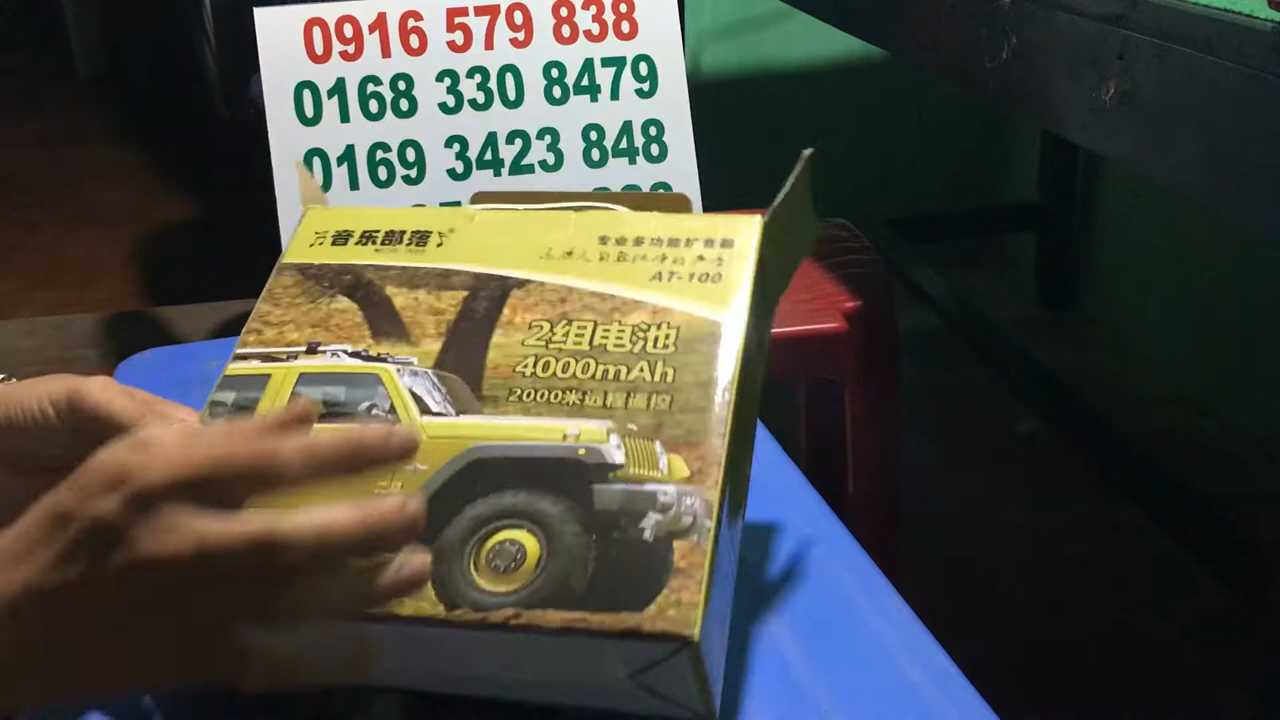 0916 579 838
0168 330 8479
0169 3423 848
音乐部落
专业多功能扩音器
AT-100
2组电池
4000mAh
2000米远程遥控